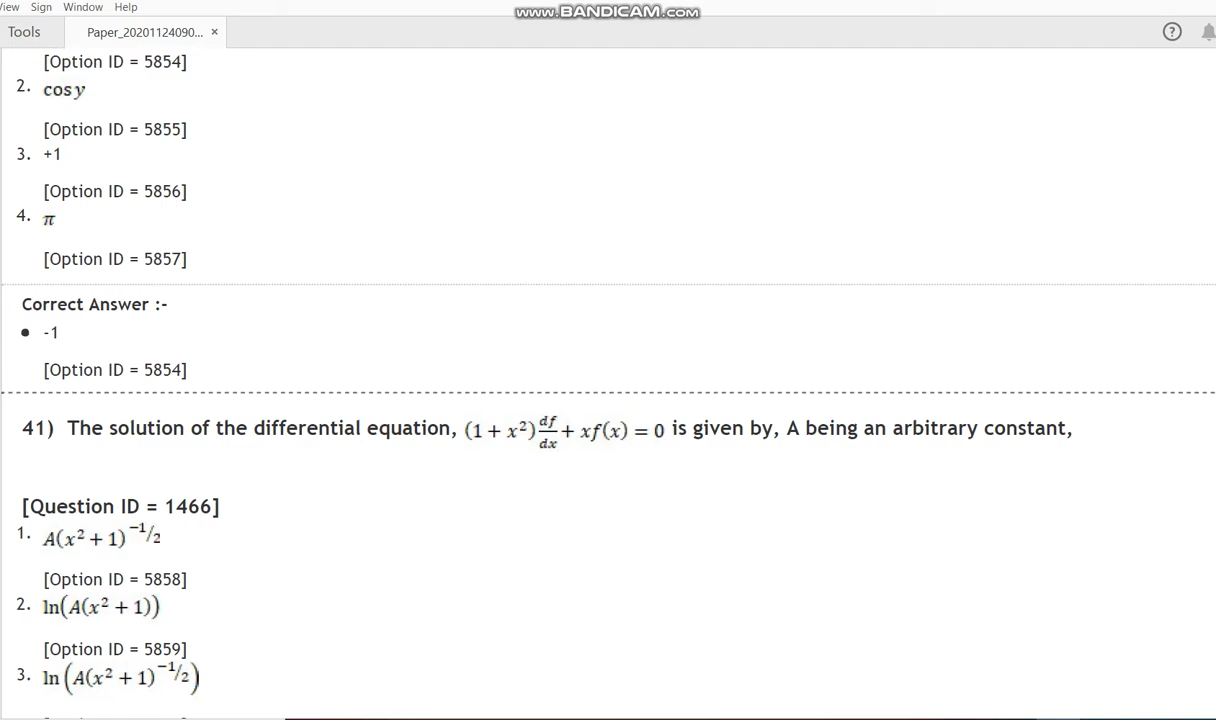 View Sign Window Help
www.BANDICAM.com
Tools Paper_20201124090... ×
?
[Option ID = 5854]
2. cos y
[Option ID = 5855]
3. +1
[Option ID = 5856]
4. π
[Option ID = 5857]
Correct Answer :-
• -1
[Option ID = 5854]
41) The solution of the differential equation, (1 + x²) df/dx + xf(x) = 0 is given by, A being an arbitrary constant,
[Question ID = 1466]
1. A(x² + 1)^−1/2
[Option ID = 5858]
2. ln(A(x² + 1))
[Option ID = 5859]
3. ln (A(x² + 1)^−1/2)